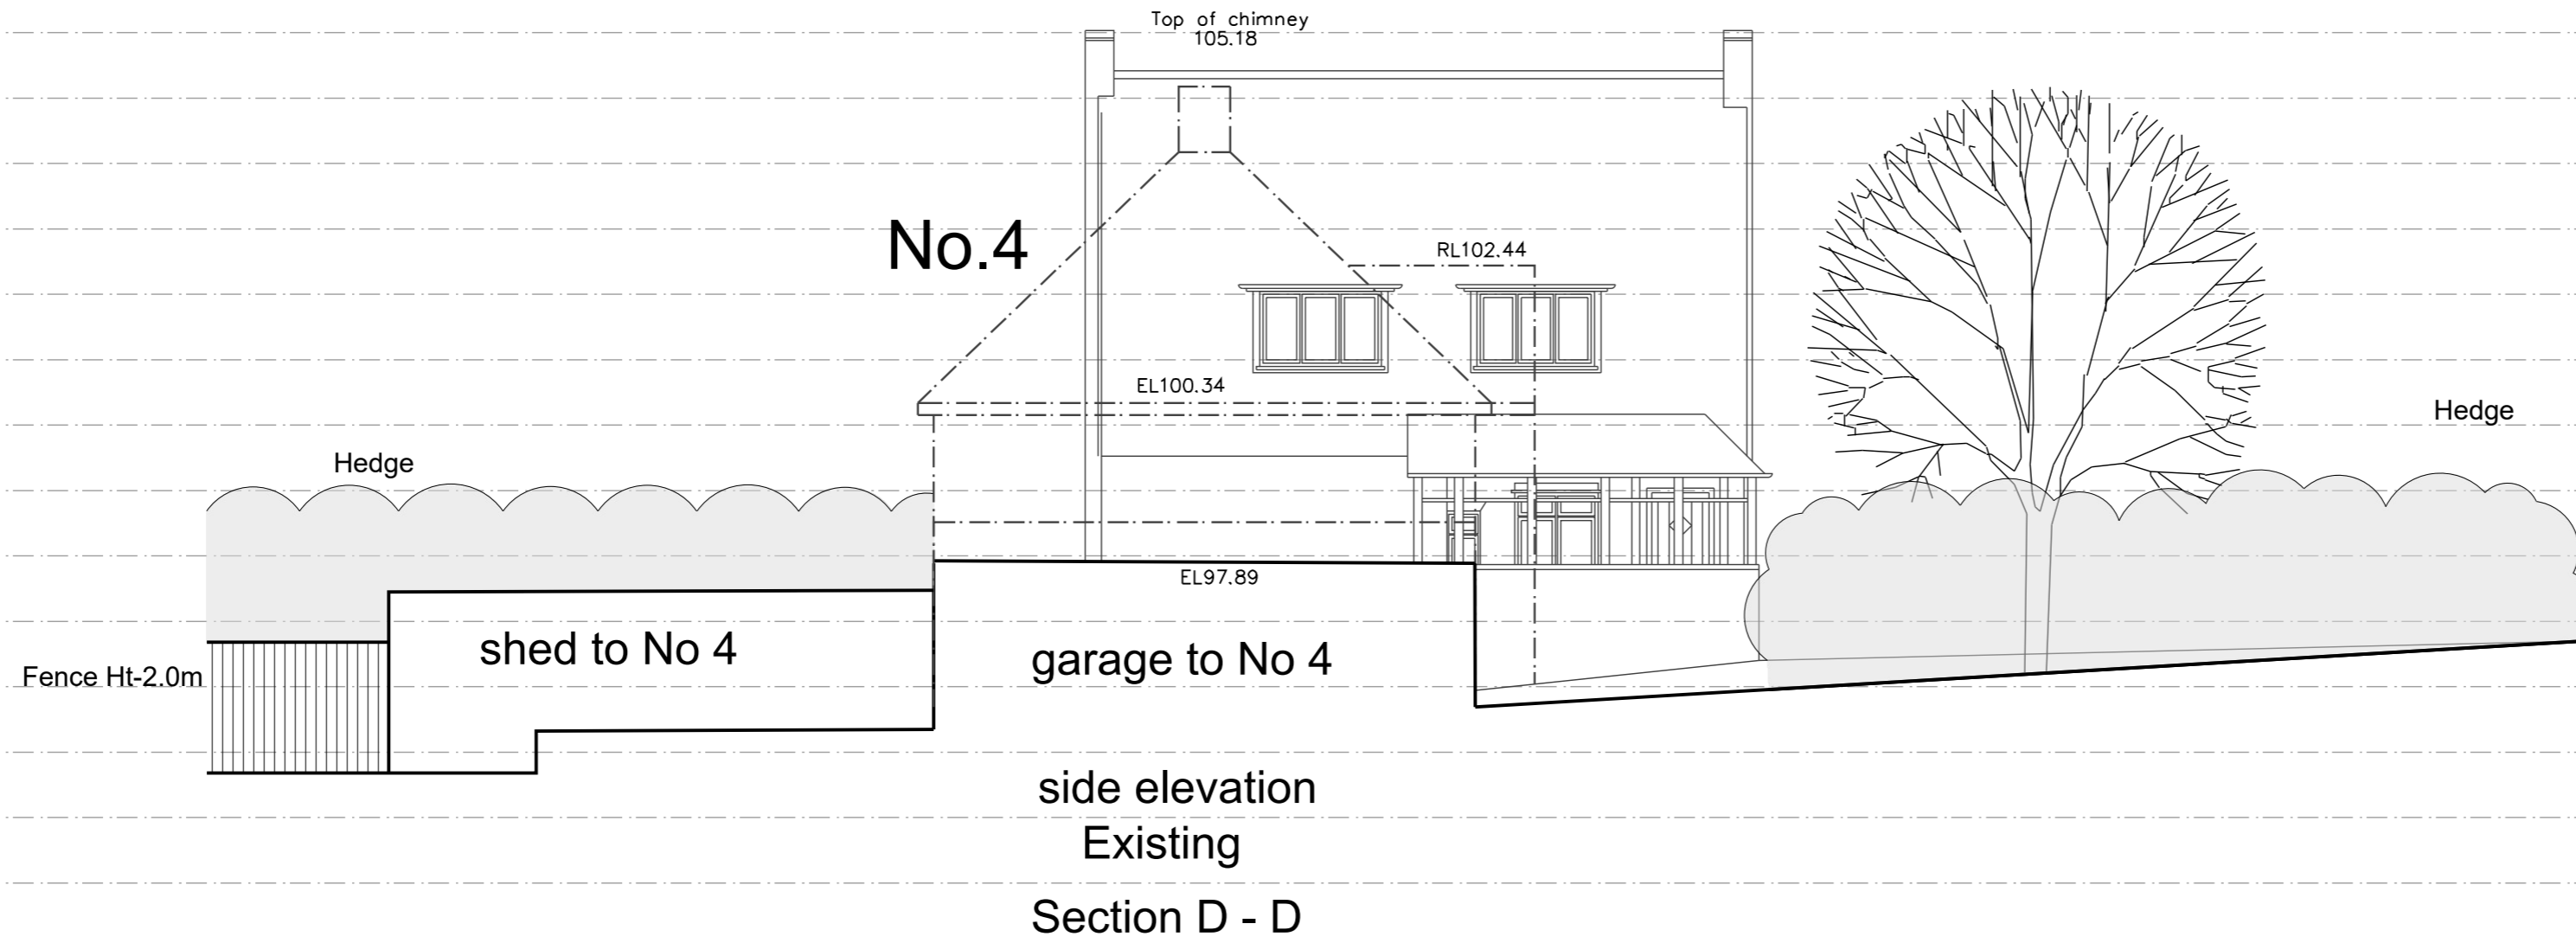 Top of chimney
105.18
No.4
RL102.44
EL100.34
Hedge
Hedge
EL97.89
shed to No 4
garage to No 4
Fence Ht-2.0m
side elevation
Existing
Section D - D